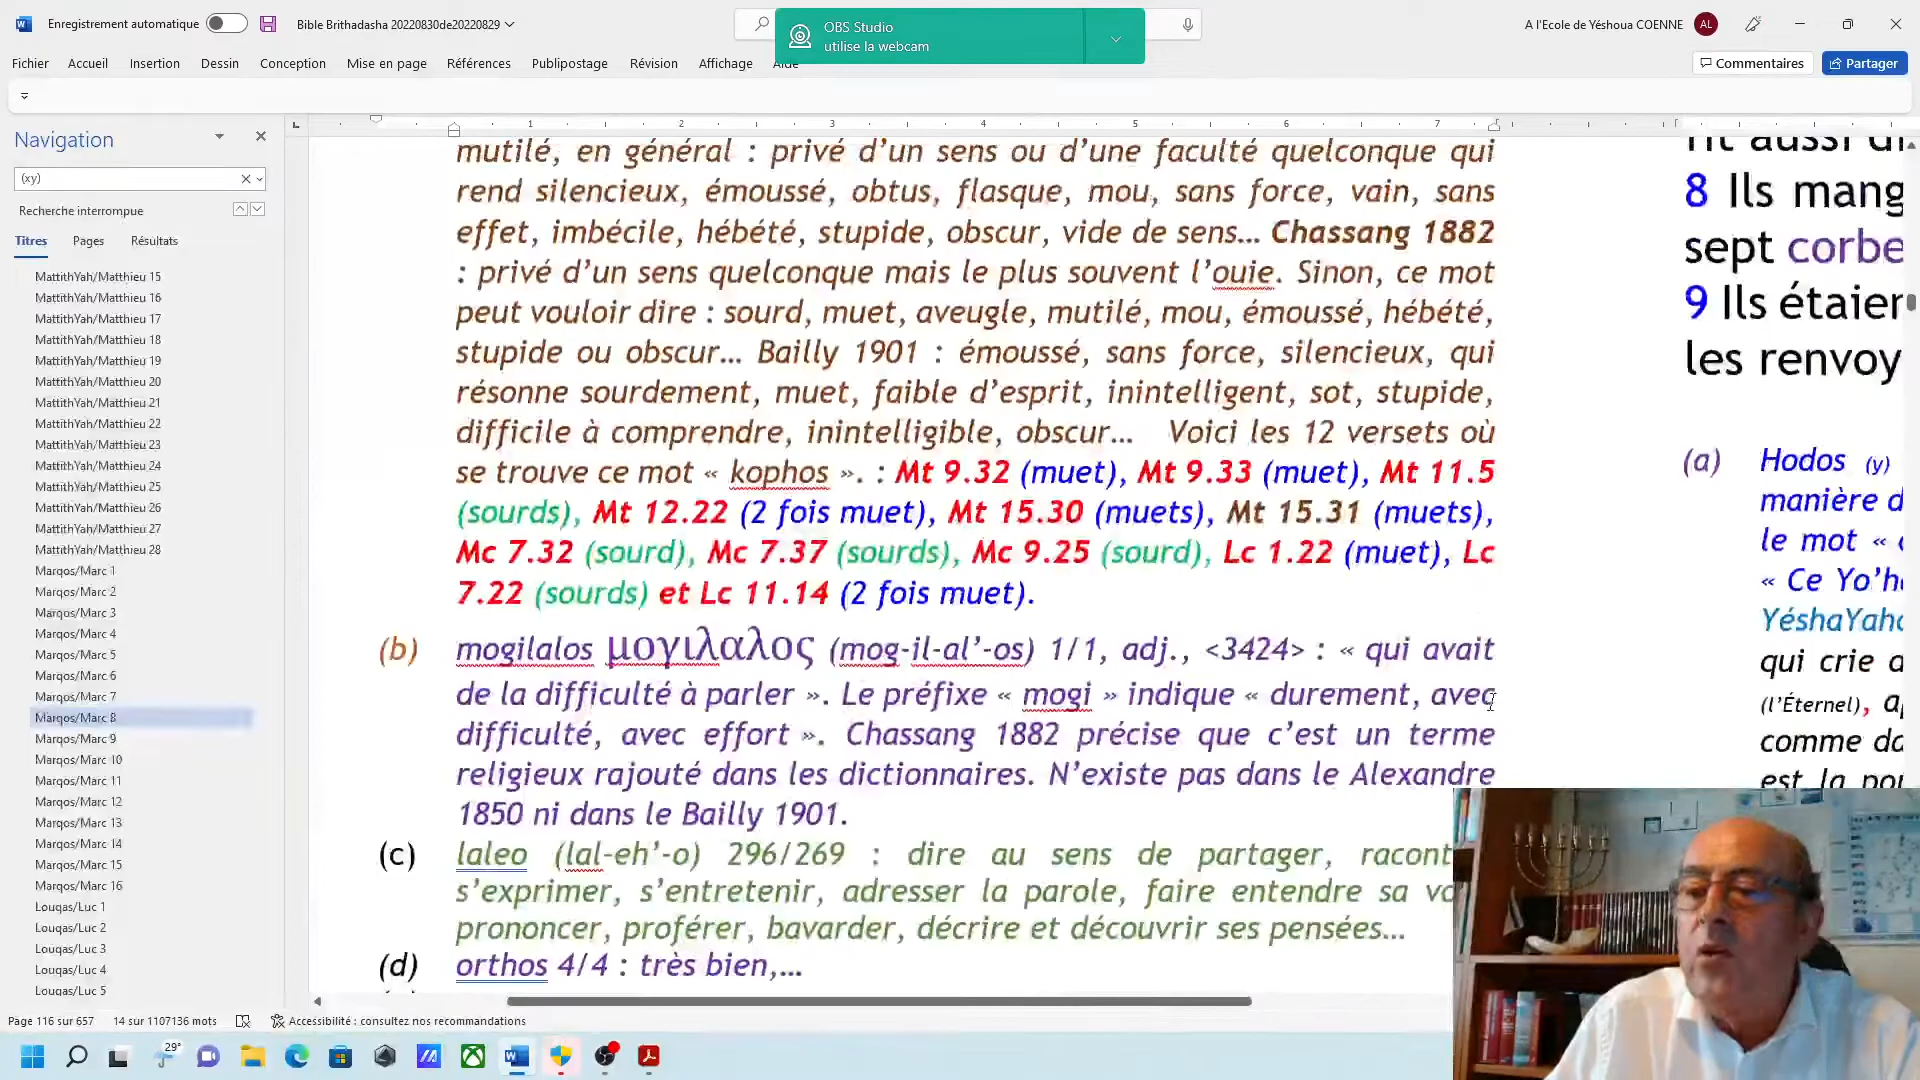 Enregistrement automatique
Bible Brithadasha 20220830de20220829
OBS Studio
utilise la webcam
A l'Ecole de Yéshoua COENNE
AL
Fichier Accueil Insertion Dessin Conception Mise en page Références Publipostage Révision Affichage Aide
Commentaires
Partager
Navigation
(xy)
Recherche interrompue
Titres Pages Résultats
MattithYah/Matthieu 15
MattithYah/Matthieu 16
MattithYah/Matthieu 17
MattithYah/Matthieu 18
MattithYah/Matthieu 19
MattithYah/Matthieu 20
MattithYah/Matthieu 21
MattithYah/Matthieu 22
MattithYah/Matthieu 23
MattithYah/Matthieu 24
MattithYah/Matthieu 25
MattithYah/Matthieu 26
MattithYah/Matthieu 27
MattithYah/Matthieu 28
Marqos/Marc 1
Marqos/Marc 2
Marqos/Marc 3
Marqos/Marc 4
Marqos/Marc 5
Marqos/Marc 6
Marqos/Marc 7
Marqos/Marc 8
Marqos/Marc 9
Marqos/Marc 10
Marqos/Marc 11
Marqos/Marc 12
Marqos/Marc 13
Marqos/Marc 14
Marqos/Marc 15
Marqos/Marc 16
Louqas/Luc 1
Louqas/Luc 2
Louqas/Luc 3
Louqas/Luc 4
Louqas/Luc 5
1 2 3 4 5 6 7
mutilé, en général : privé d'un sens ou d'une faculté quelconque qui
rend silencieux, émoussé, obtus, flasque, mou, sans force, vain, sans
effet, imbécile, hébété, stupide, obscur, vide de sens… Chassang 1882
: privé d'un sens quelconque mais le plus souvent l'ouie. Sinon, ce mot
peut vouloir dire : sourd, muet, aveugle, mutilé, mou, émoussé, hébété,
stupide ou obscur… Bailly 1901 : émoussé, sans force, silencieux, qui
résonne sourdement, muet, faible d'esprit, inintelligent, sot, stupide,
difficile à comprendre, inintelligible, obscur… Voici les 12 versets où
se trouve ce mot « kophos ». : Mt 9.32 (muet), Mt 9.33 (muet), Mt 11.5
(sourds), Mt 12.22 (2 fois muet), Mt 15.30 (muets), Mt 15.31 (muets),
Mc 7.32 (sourd), Mc 7.37 (sourds), Mc 9.25 (sourd), Lc 1.22 (muet), Lc
7.22 (sourds) et Lc 11.14 (2 fois muet).
(b) mogilalos μογιλαλος (mog-il-al'-os) 1/1, adj., <3424> : « qui avait
de la difficulté à parler ». Le préfixe « mogi » indique « durement, avec
difficulté, avec effort ». Chassang 1882 précise que c'est un terme
religieux rajouté dans les dictionnaires. N'existe pas dans le Alexandre
1850 ni dans le Bailly 1901.
(c) laleo (lal-eh'-o) 296/269 : dire au sens de partager, racont
s'exprimer, s'entretenir, adresser la parole, faire entendre sa vo
prononcer, proférer, bavarder, décrire et découvrir ses pensées…
(d) orthos 4/4 : très bien,…
8 Ils mang
sept corbe
9 Ils étaien
les renvoy
(a) Hodos (y)
manière d
le mot «
« Ce Yo'h
YéshaYaho
qui crie d
(l'Éternel), a
comme da
est la po
Page 116 sur 657 14 sur 1107136 mots Accessibilité : consultez nos recommandations
29°